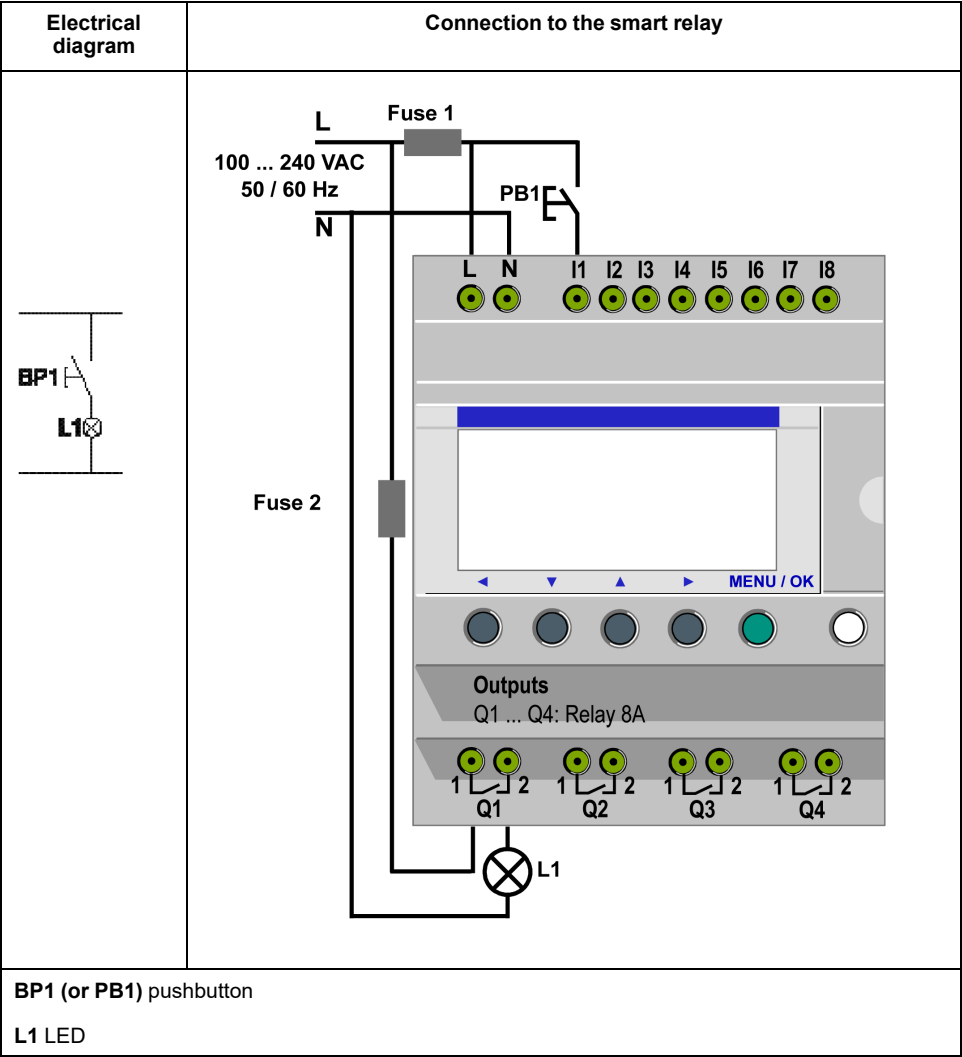 Electrical
diagram
Connection to the smart relay
L
Fuse 1
100 ... 240 VAC
50 / 60 Hz
N
PB1
L N I1 I2 I3 I4 I5 I6 I7 I8
BP1
L1
Fuse 2
◄ ▼ ▲ ► MENU / OK
Outputs
Q1 ... Q4: Relay 8A
1 2 1 2 1 2 1 2
Q1 Q2 Q3 Q4
L1
BP1 (or PB1) pushbutton
L1 LED